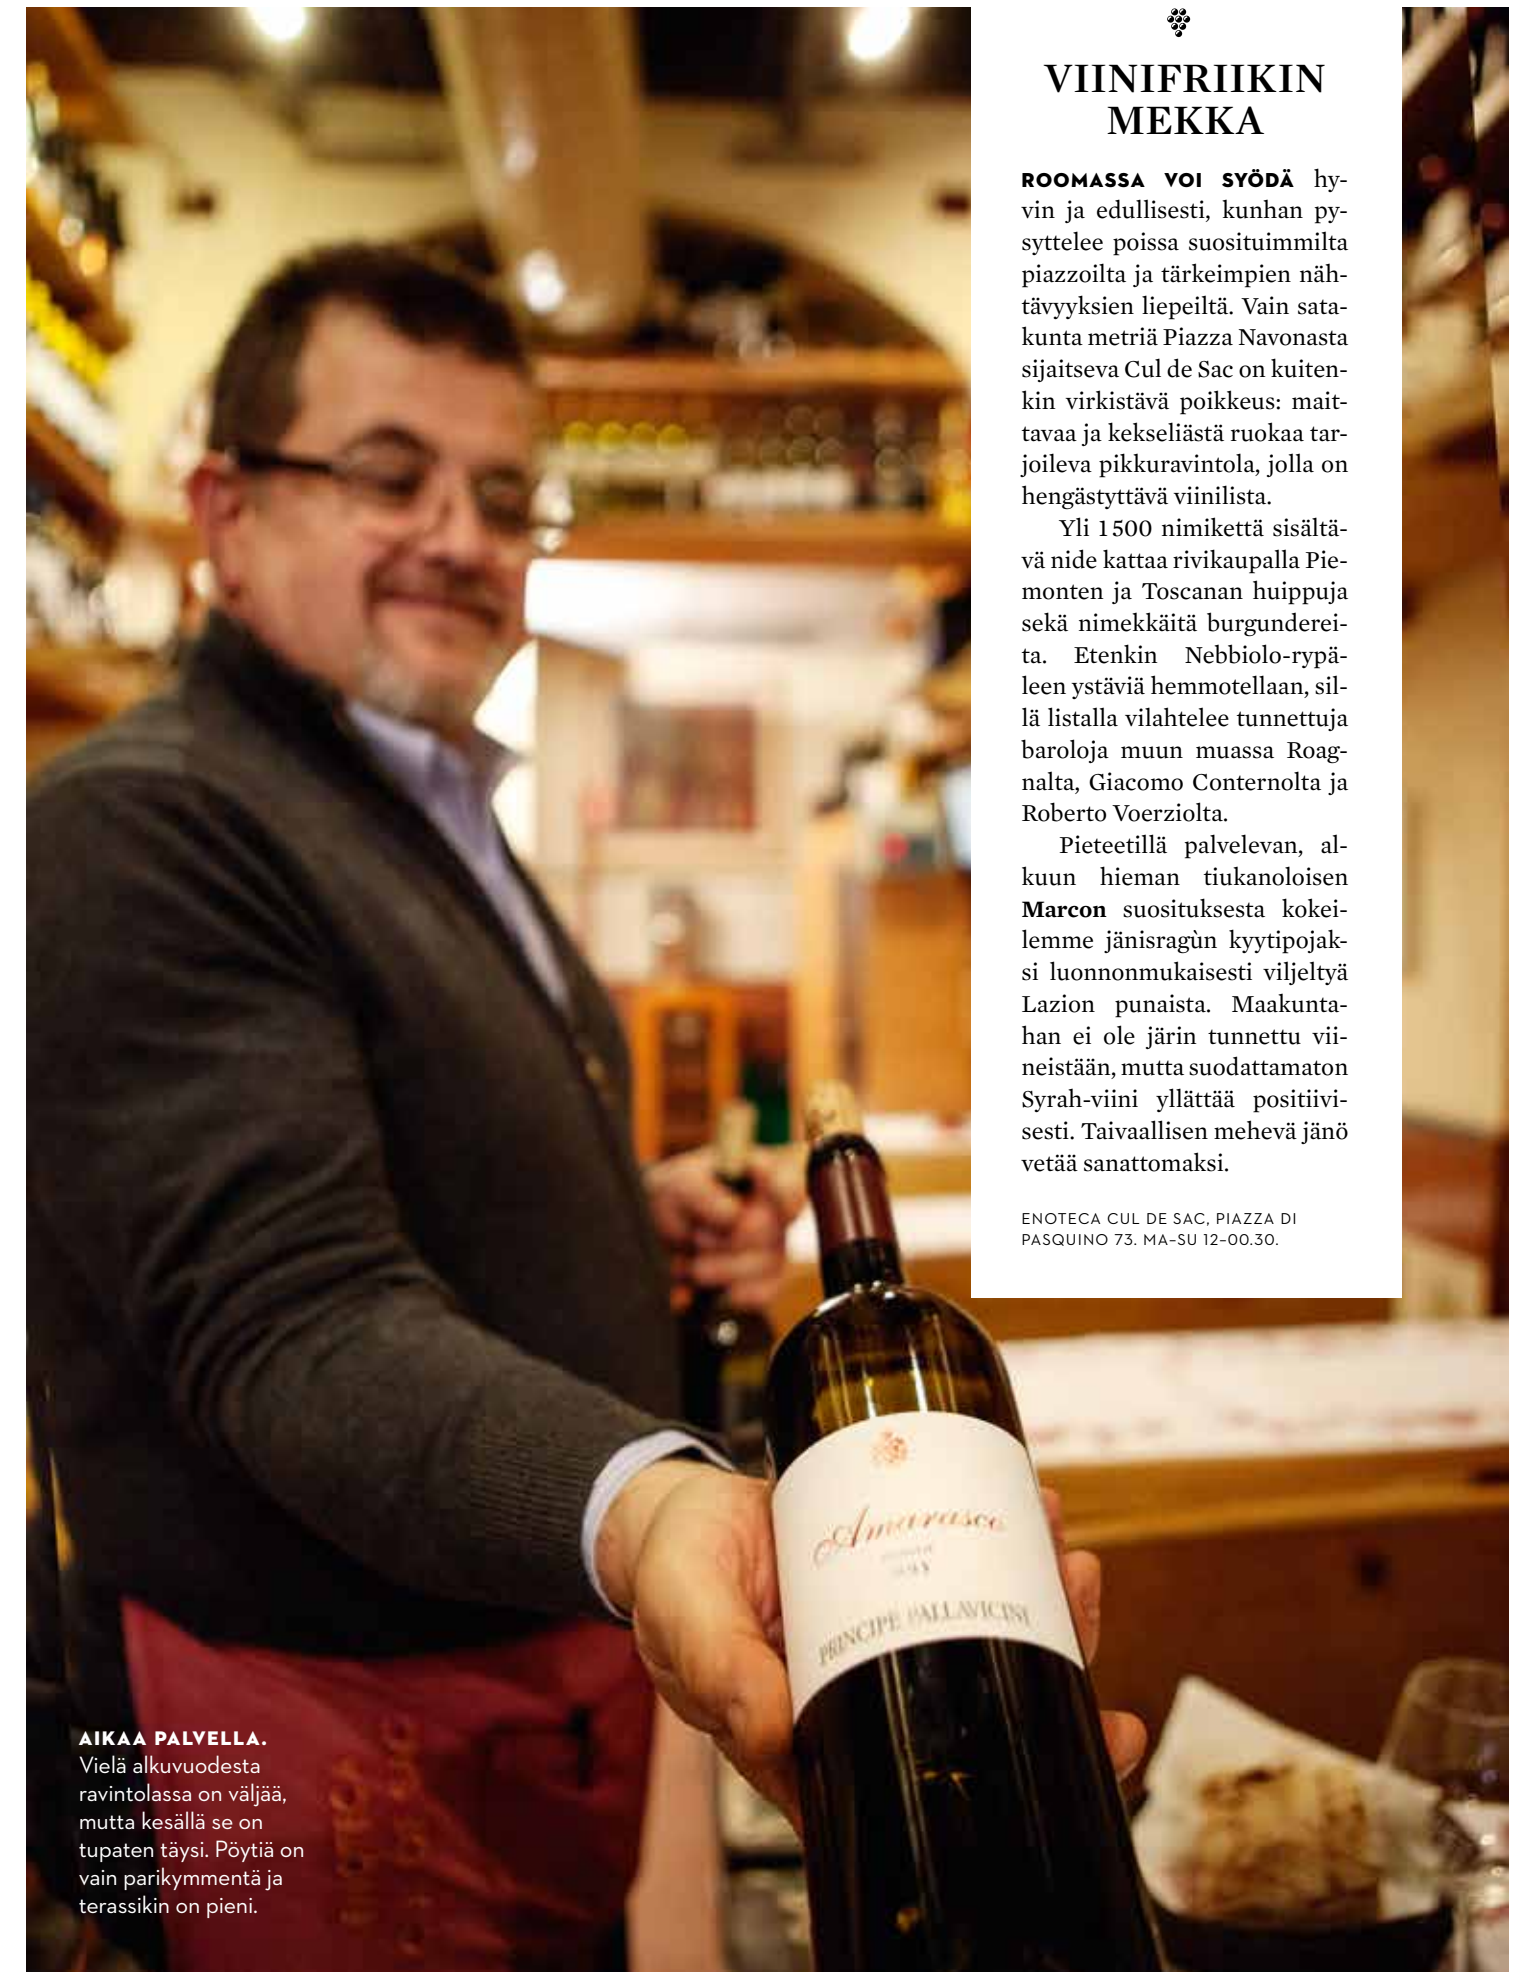 VIINIFRIIKIN
MEKKA
ROOMASSA VOI SYÖDÄ hy-
vin ja edullisesti, kunhan py-
syttelee poissa suosituimmilta
piazzoilta ja tärkeimpien näh-
tävyyksien liepeiltä. Vain sata-
kunta metriä Piazza Navonasta
sijaitseva Cul de Sac on kuiten-
kin virkistävä poikkeus: mait-
tavaa ja kekseliästä ruokaa tar-
joileva pikkuravintola, jolla on
hengästyttävä viinilista.
Yli 1 500 nimikettä sisältä-
vä nide kattaa rivikaupalla Pie-
monten ja Toscanan huippuja
sekä nimekkäitä burgunderei-
ta. Etenkin Nebbiolo-rypä-
leen ystäviä hemmotellaan, sil-
lä listalla vilahtelee tunnettuja
baroloja muun muassa Roag-
nalta, Giacomo Conternolta ja
Roberto Voerziolta.
Pieteetillä palvelevan, al-
kuun hieman tiukanoloisen
Marcon suosituksesta kokei-
lemme jänisragùn kyytipojak-
si luonnonmukaisesti viljeltyä
Lazion punaista. Maakunta-
han ei ole järin tunnettu vii-
neistään, mutta suodattamaton
Syrah-viini yllättää positiivi-
sesti. Taivaallisen mehevä jänö
vetää sanattomaksi.
ENOTECA CUL DE SAC, PIAZZA DI
PASQUINO 73. MA–SU 12–00.30.
Amarasco
PRINCIPE PALLAVICINI
AIKAA PALVELLA.
Vielä alkuvuodesta
ravintolassa on väljää,
mutta kesällä se on
tupaten täysi. Pöytiä on
vain parikymmentä ja
terassikin on pieni.